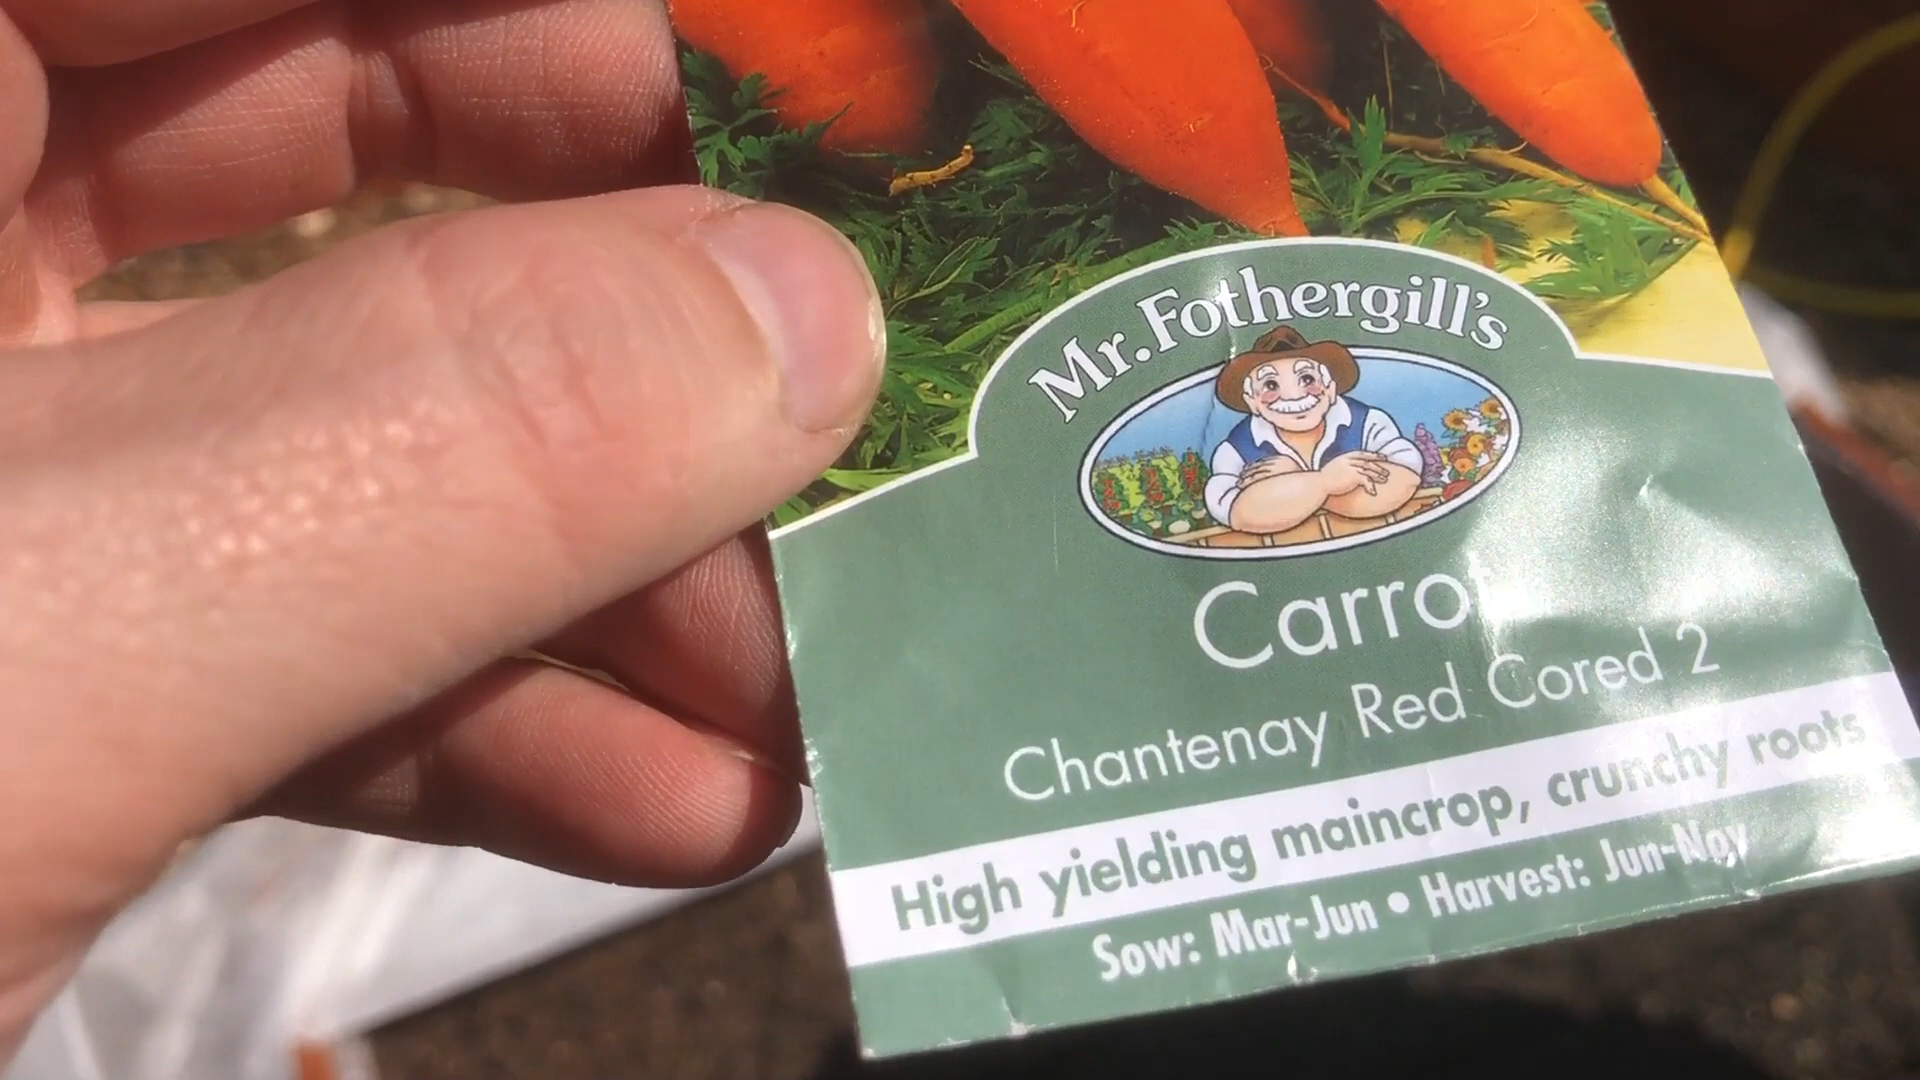 Mr. Fothergill's
Carrot
Chantenay Red Cored 2
High yielding maincrop, crunchy roots
Sow: Mar-Jun • Harvest: Jun-Nov